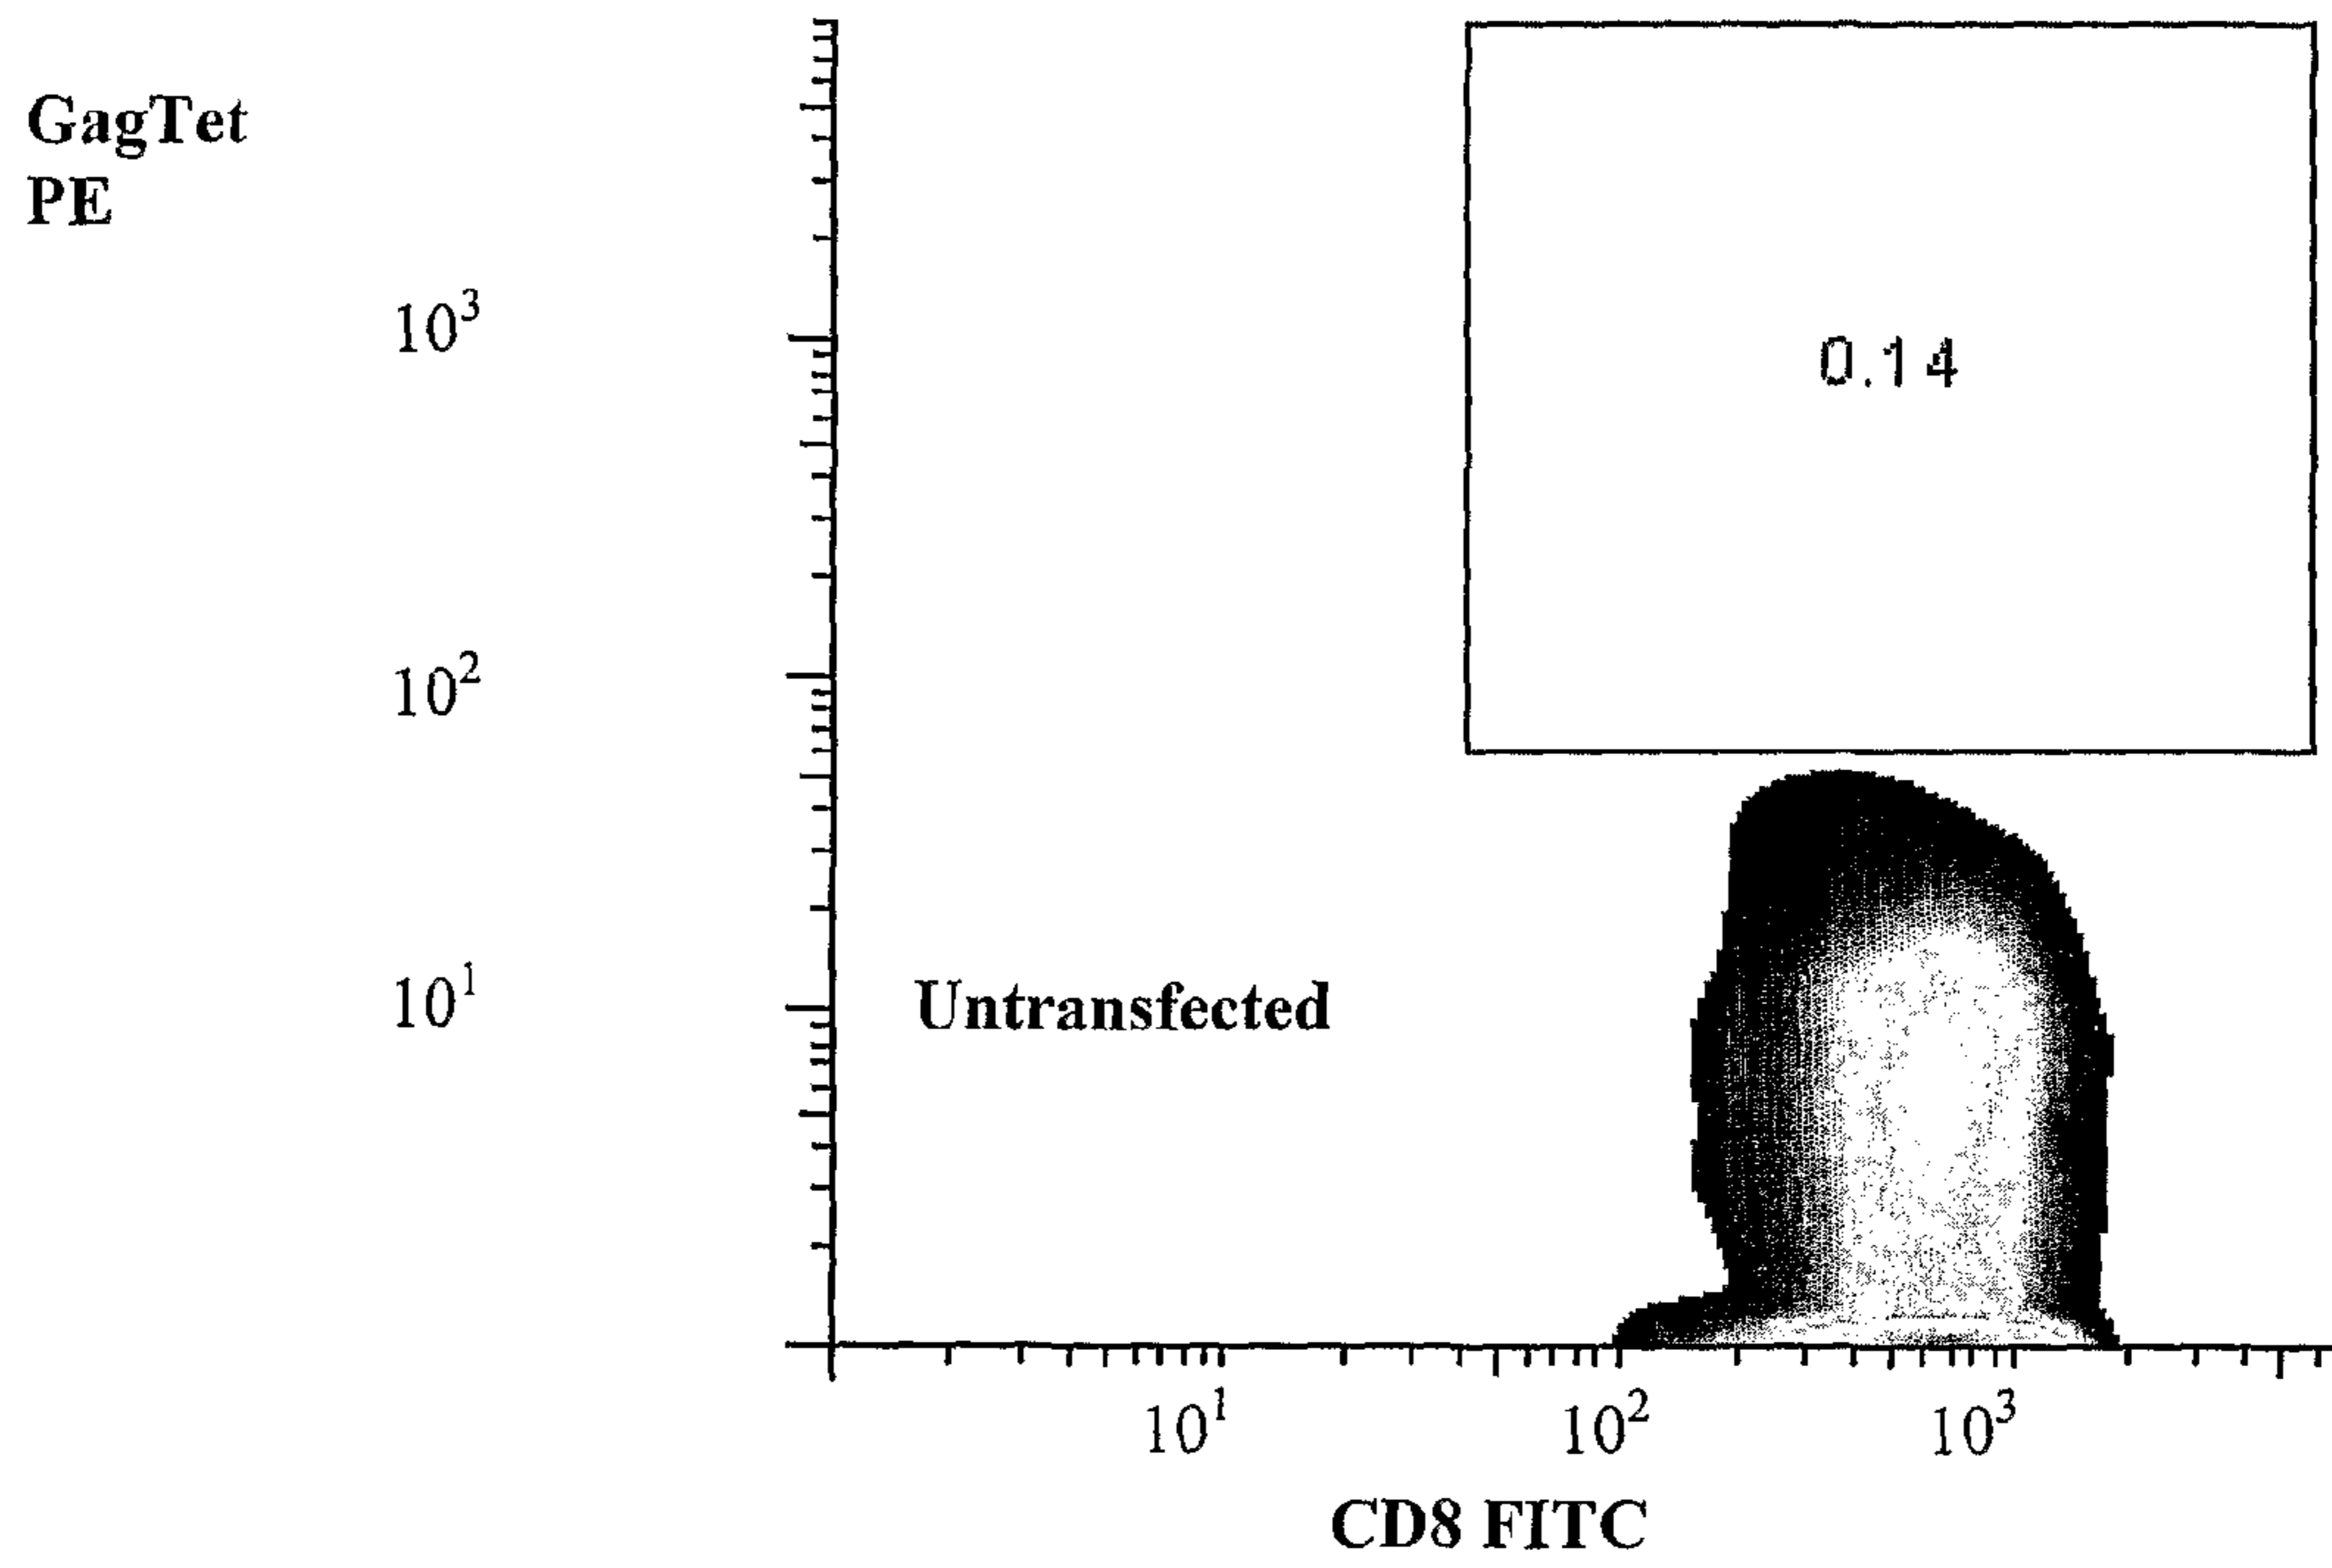 GagTet
PE
10³
0.14
10²
10¹
Untransfected
10¹ 10² 10³
CD8 FITC